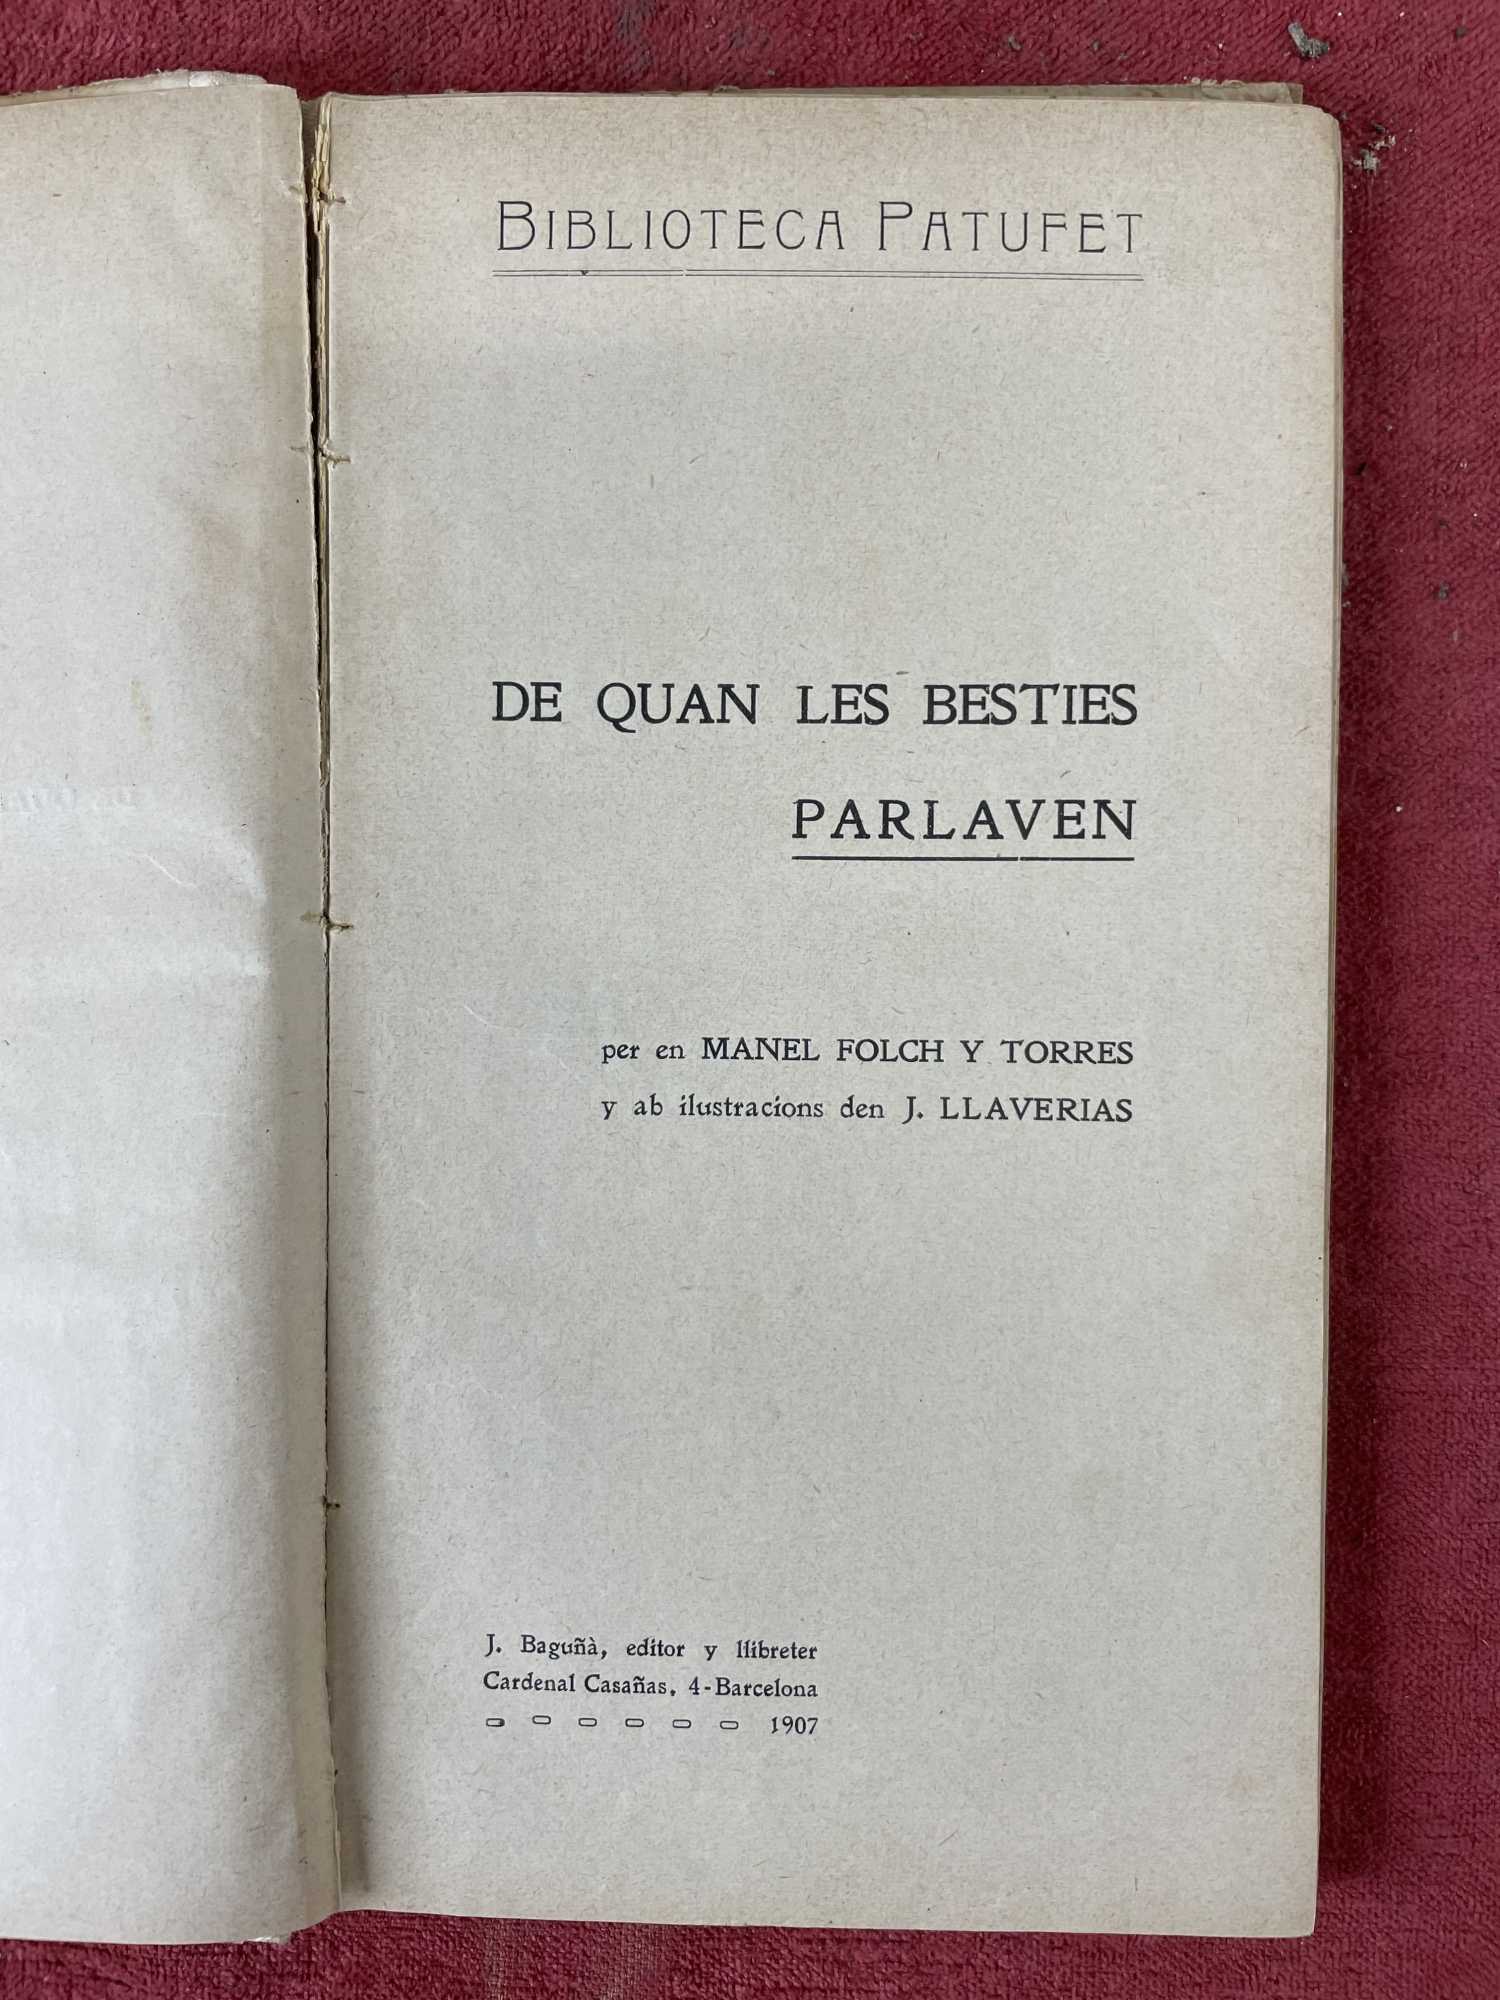 BIBLIOTECA PATUFET
DE QUAN LES BESTIES
PARLAVEN
per en MANEL FOLCH Y TORRES
y ab ilustracions den J. LLAVERIAS
J. Baguñà, editor y llibreter
Cardenal Casañas, 4-Barcelona
1907